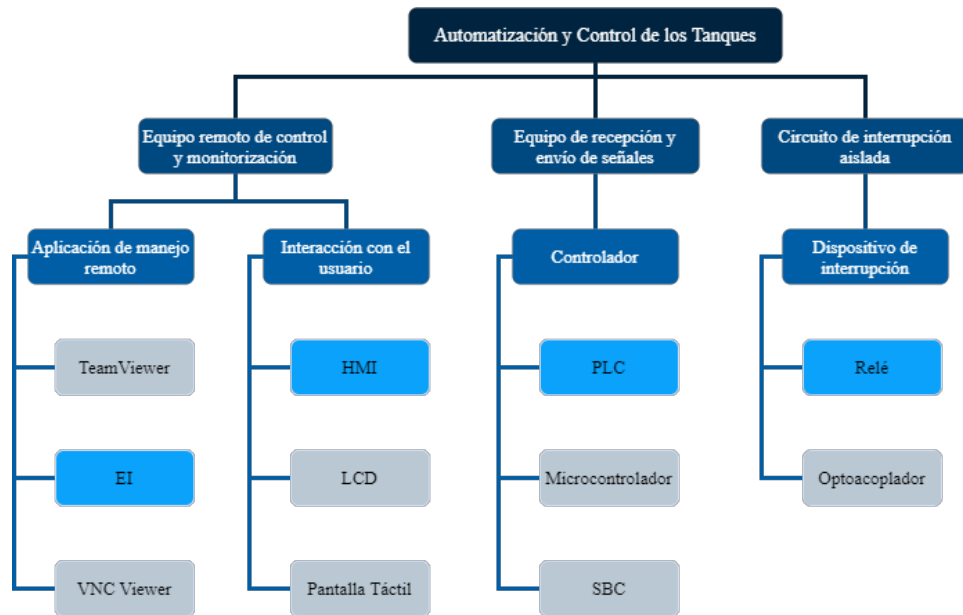 Automatización y Control de los Tanques
Equipo remoto de control
y monitorización
Equipo de recepción y
envío de señales
Circuito de interrupción
aislada
Aplicación de manejo
remoto
Interacción con el
usuario
Controlador
Dispositivo de
interrupción
TeamViewer
HMI
PLC
Relé
EI
LCD
Microcontrolador
Optoacoplador
VNC Viewer
Pantalla Táctil
SBC